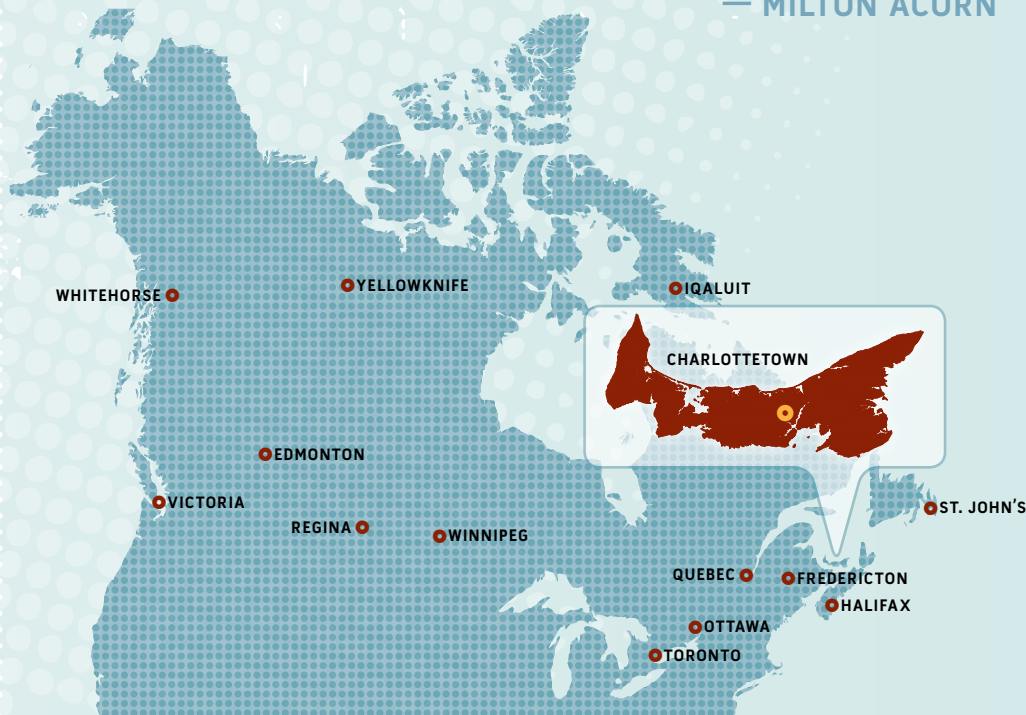 — MILTON ACORN
YELLOWKNIFE
IQALUIT
WHITEHORSE
CHARLOTTETOWN
EDMONTON
VICTORIA
ST. JOHN'S
REGINA
WINNIPEG
QUEBEC
FREDERICTON
HALIFAX
OTTAWA
TORONTO